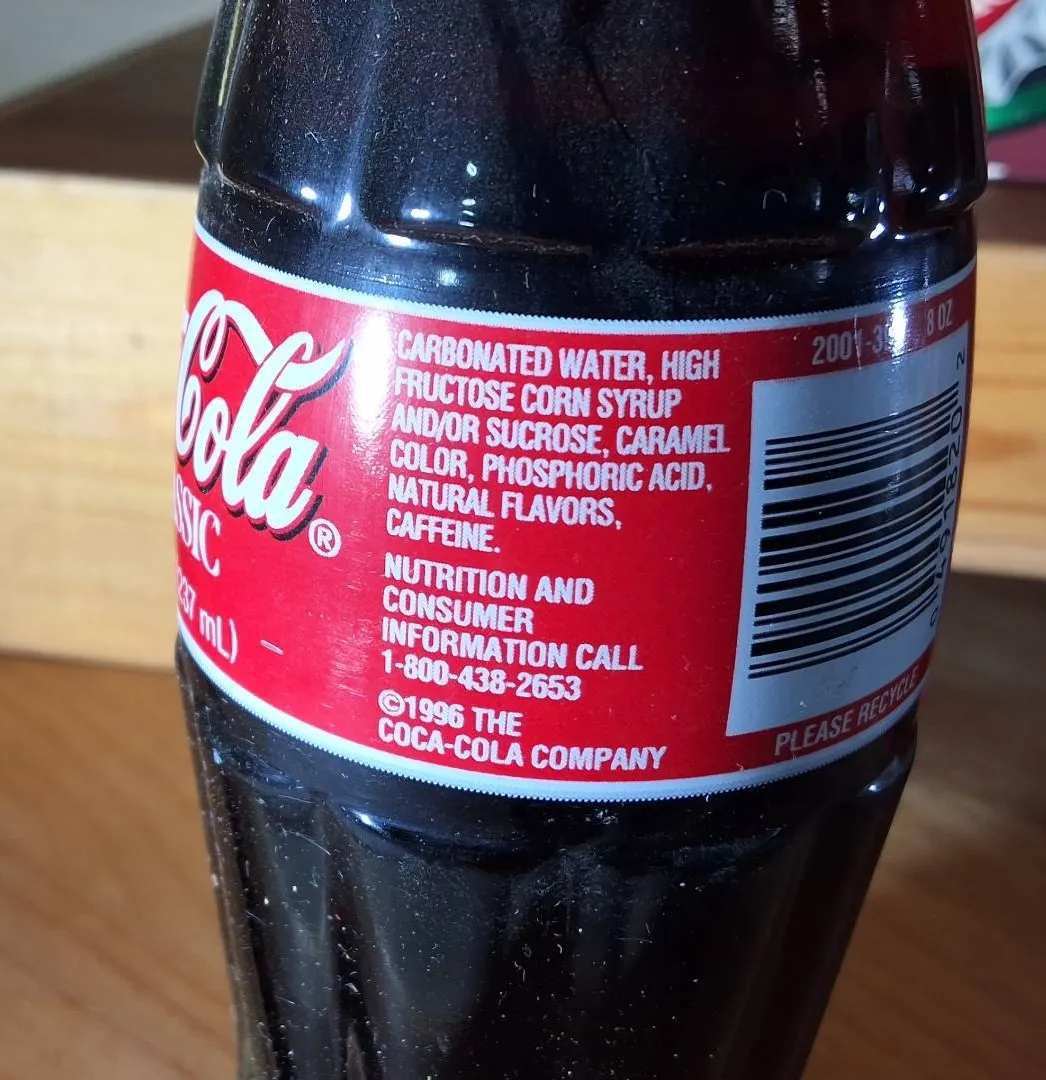 Cola
SSIC
237 mL)
®
CARBONATED WATER, HIGH
FRUCTOSE CORN SYRUP
AND/OR SUCROSE, CARAMEL
COLOR, PHOSPHORIC ACID,
NATURAL FLAVORS,
CAFFEINE.
NUTRITION AND
CONSUMER
INFORMATION CALL
1-800-438-2653
©1996 THE
COCA-COLA COMPANY
8 OZ
PLEASE RECYCLE